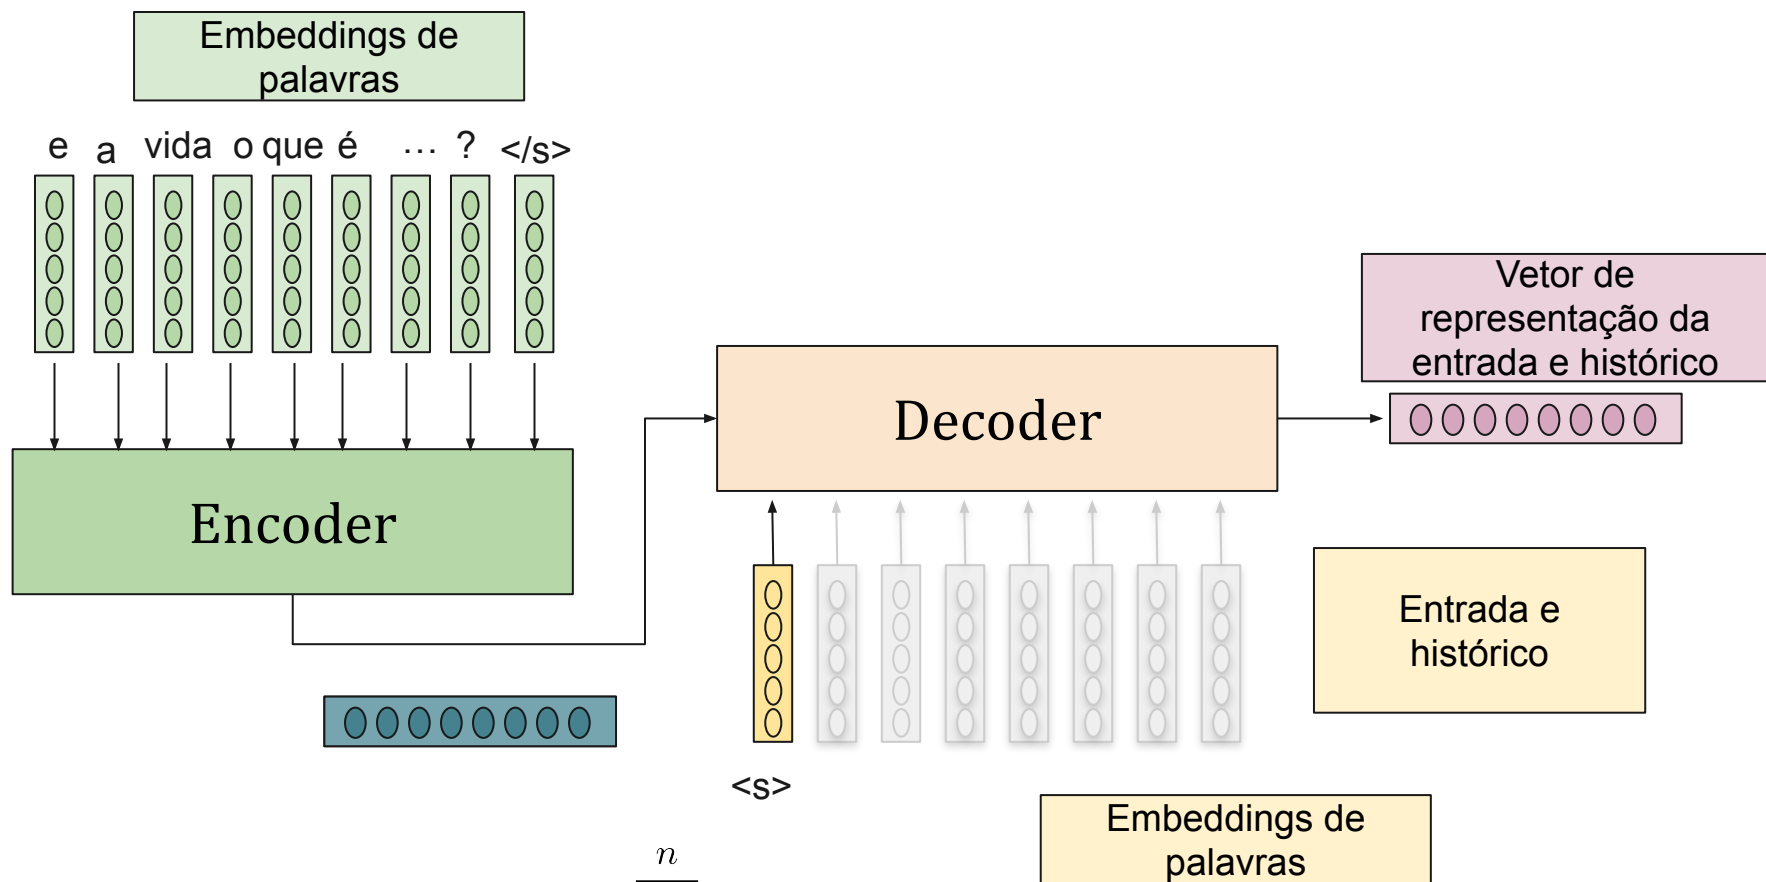 Embeddings de
palavras
e a vida o que é … ? </s>
Vetor de
representação da
entrada e histórico
Decoder
Encoder
Entrada e
histórico
<s>
Embeddings de
palavras
n